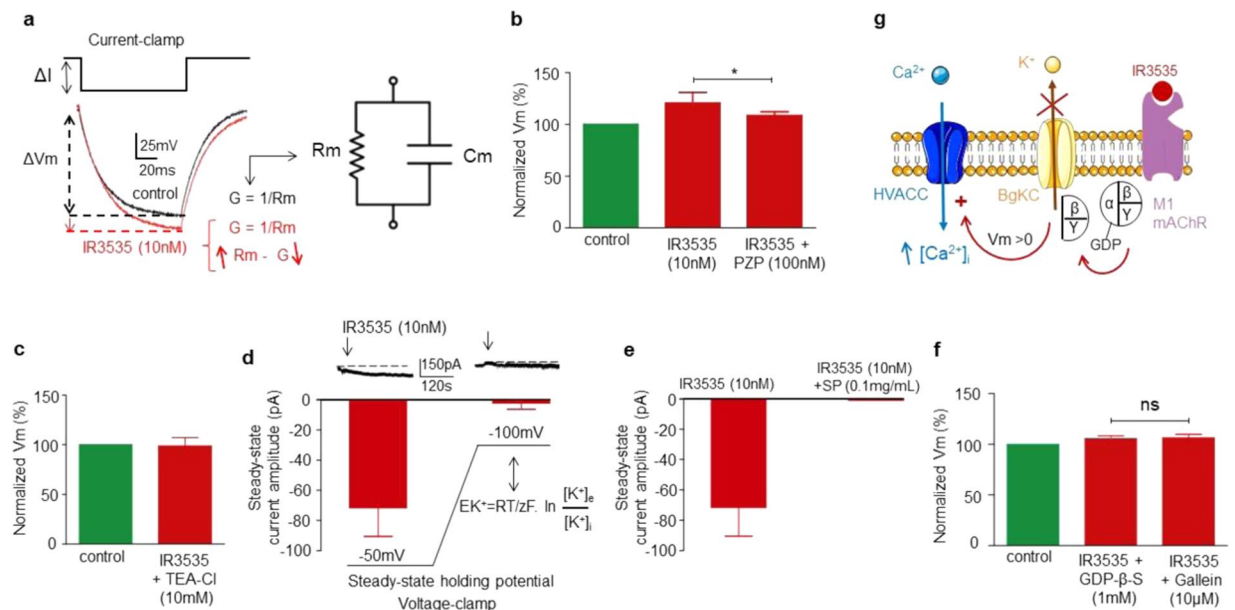 a
Current-clamp
ΔI
ΔVm
25mV
20ms
control
G = 1/Rm
IR3535 (10nM)
G = 1/Rm
Rm - G
Rm
Cm
b
Normalized Vm (%)
150
100
50
0
control
IR3535
(10nM)
IR3535 +
PZP (100nM)
*
g
Ca²⁺
K⁺
IR3535
HVACC
BgKC
M1
mAChR
+
β
γ
α
β
γ
GDP
Vm >0
[Ca²⁺]i
c
Normalized Vm (%)
150
100
50
0
control
IR3535
+ TEA-Cl
(10mM)
d
IR3535 (10nM)
150pA
120s
Steady-state
current amplitude (pA)
0
-20
-40
-60
-80
-100
-100mV
EK⁺=RT/zF. ln [K⁺]e
[K⁺]i
-50mV
Steady-state holding potential
Voltage-clamp
e
IR3535 (10nM)
IR3535 (10nM)
+SP (0.1mg/mL)
Steady-state
current amplitude (pA)
0
-20
-40
-60
-80
-100
f
Normalized Vm (%)
150
100
50
0
ns
control
IR3535 +
GDP-β-S
(1mM)
IR3535
+ Gallein
(10µM)